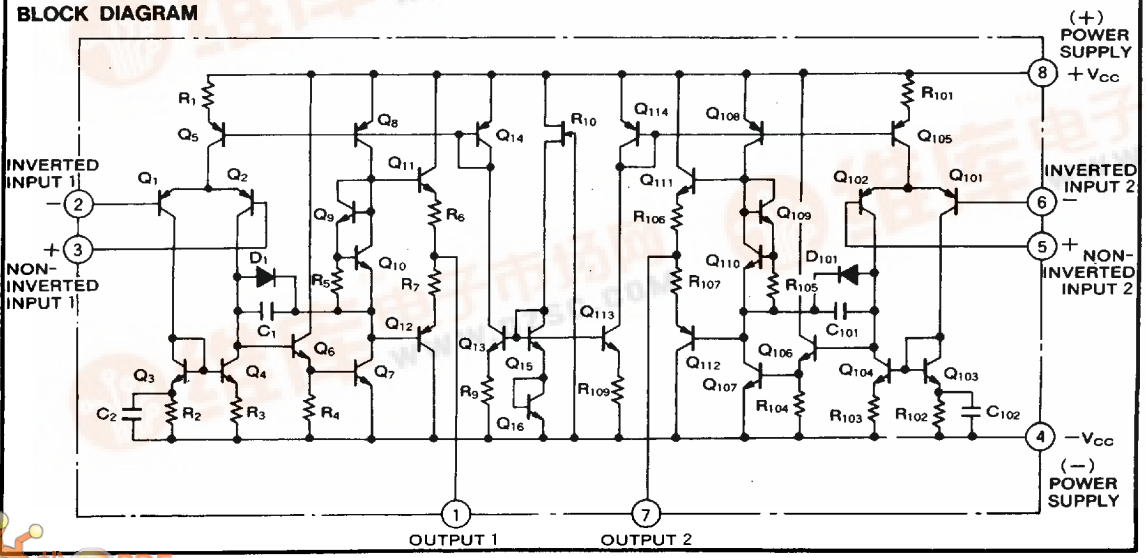 BLOCK DIAGRAM
(+)
POWER
SUPPLY
8 +VCC
R1
Q5
Q8
Q14
R10
Q114
Q108
R101
Q105
INVERTED
INPUT 1
− 2
Q1
Q2
Q11
Q111
Q102
Q101
INVERTED
INPUT 2
6 −
Q9
R6
R106
Q109
+ 3
5 +
NON-
INVERTED
INPUT 1
D1
Q10
R5
R7
R107
Q110
R105
D101
NON-
INVERTED
INPUT 2
C1
Q12
Q13
Q15
Q113
Q112
C101
Q3
Q4
Q6
Q7
Q106
Q107
Q104
Q103
C2
R2
R3
R4
R9
Q16
R109
R104
R103
R102
C102
4 −VCC
(−)
POWER
SUPPLY
1
7
OUTPUT 1
OUTPUT 2